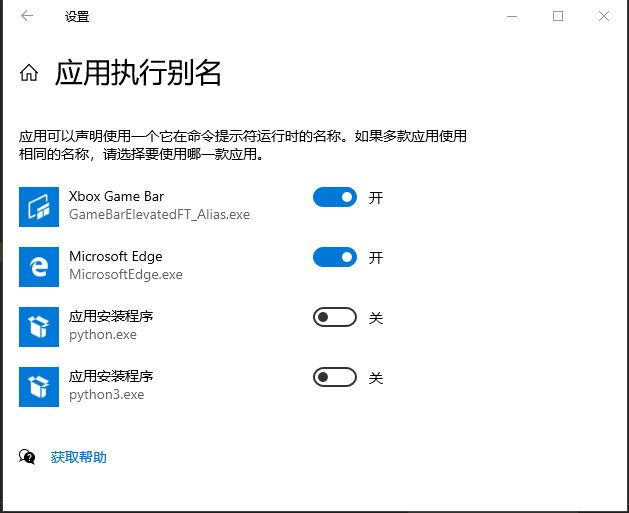 设置
应用执行别名
应用可以声明使用一个它在命令提示符运行时的名称。如果多款应用使用
相同的名称，请选择要使用哪一款应用。
Xbox Game Bar
GameBarElevatedFT_Alias.exe
开
Microsoft Edge
MicrosoftEdge.exe
开
应用安装程序
python.exe
关
应用安装程序
python3.exe
关
获取帮助